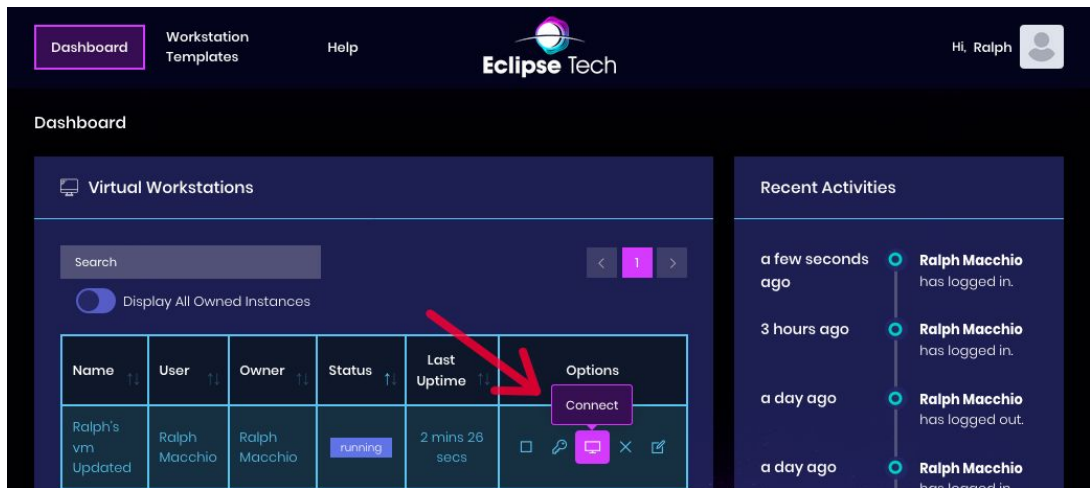 Dashboard
Workstation
Templates
Help
Eclipse Tech
Hi, Ralph
Dashboard
Virtual Workstations
Search
< 1 >
Display All Owned Instances
Name
User
Owner
Status
Last
Uptime
Options
Connect
Ralph's
vm
Updated
Ralph
Macchio
Ralph
Macchio
running
2 mins 26
secs
Recent Activities
a few seconds
ago
Ralph Macchio
has logged in.
3 hours ago
Ralph Macchio
has logged in.
a day ago
Ralph Macchio
has logged out.
a day ago
Ralph Macchio
has logged in